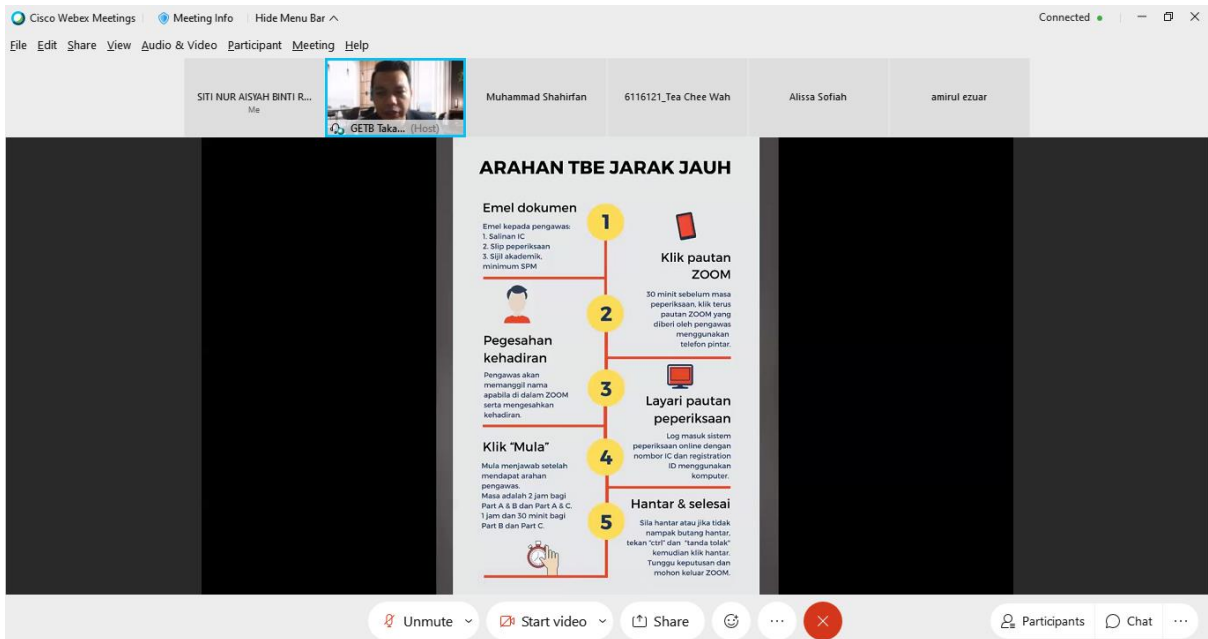 Cisco Webex Meetings
Meeting Info
Hide Menu Bar
Connected
File Edit Share View Audio & Video Participant Meeting Help
SITI NUR AISYAH BINTI R...
Me
GETB Taka... (Host)
Muhammad Shahirfan
6116121_Tea Chee Wah
Alissa Sofiah
amirul ezuar
ARAHAN TBE JARAK JAUH
1
Emel dokumen
Emel kepada pengawas:
1. Salinan IC
2. Slip peperiksaan
3. Sijil akademik,
minimum SPM
Klik pautan
ZOOM
30 minit sebelum masa
peperiksaan, klik terus
pautan ZOOM yang
diberi oleh pengawas
menggunakan
telefon pintar.
2
Pegesahan
kehadiran
Pengawas akan
memanggil nama
apabila di dalam ZOOM
serta mengesahkan
kehadiran.
3
Layari pautan
peperiksaan
Log masuk sistem
peperiksaan online dengan
nombor IC dan registration
ID menggunakan
komputer.
4
Klik "Mula"
Mula menjawab setelah
mendapat arahan
pengawas.
Masa adalah 2 jam bagi
Part A & B dan Part A & C.
1 jam dan 30 minit bagi
Part B dan Part C.
5
Hantar & selesai
Sila hantar atau jika tidak
nampak butang hantar,
tekan "ctrl" dan "tanda tolak"
kemudian klik hantar.
Tunggu keputusan dan
mohon keluar ZOOM.
Unmute
Start video
Share
Participants
Chat